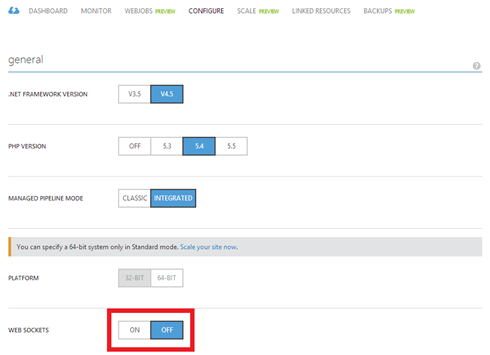 DASHBOARD MONITOR WEBJOBS PREVIEW CONFIGURE SCALE PREVIEW LINKED RESOURCES BACKUPS PREVIEW
general
?
.NET FRAMEWORK VERSION V3.5 V4.5
PHP VERSION OFF 5.3 5.4 5.5
MANAGED PIPELINE MODE CLASSIC INTEGRATED
You can specify a 64-bit system only in Standard mode. Scale your site now.
PLATFORM 32-BIT 64-BIT
WEB SOCKETS ON OFF